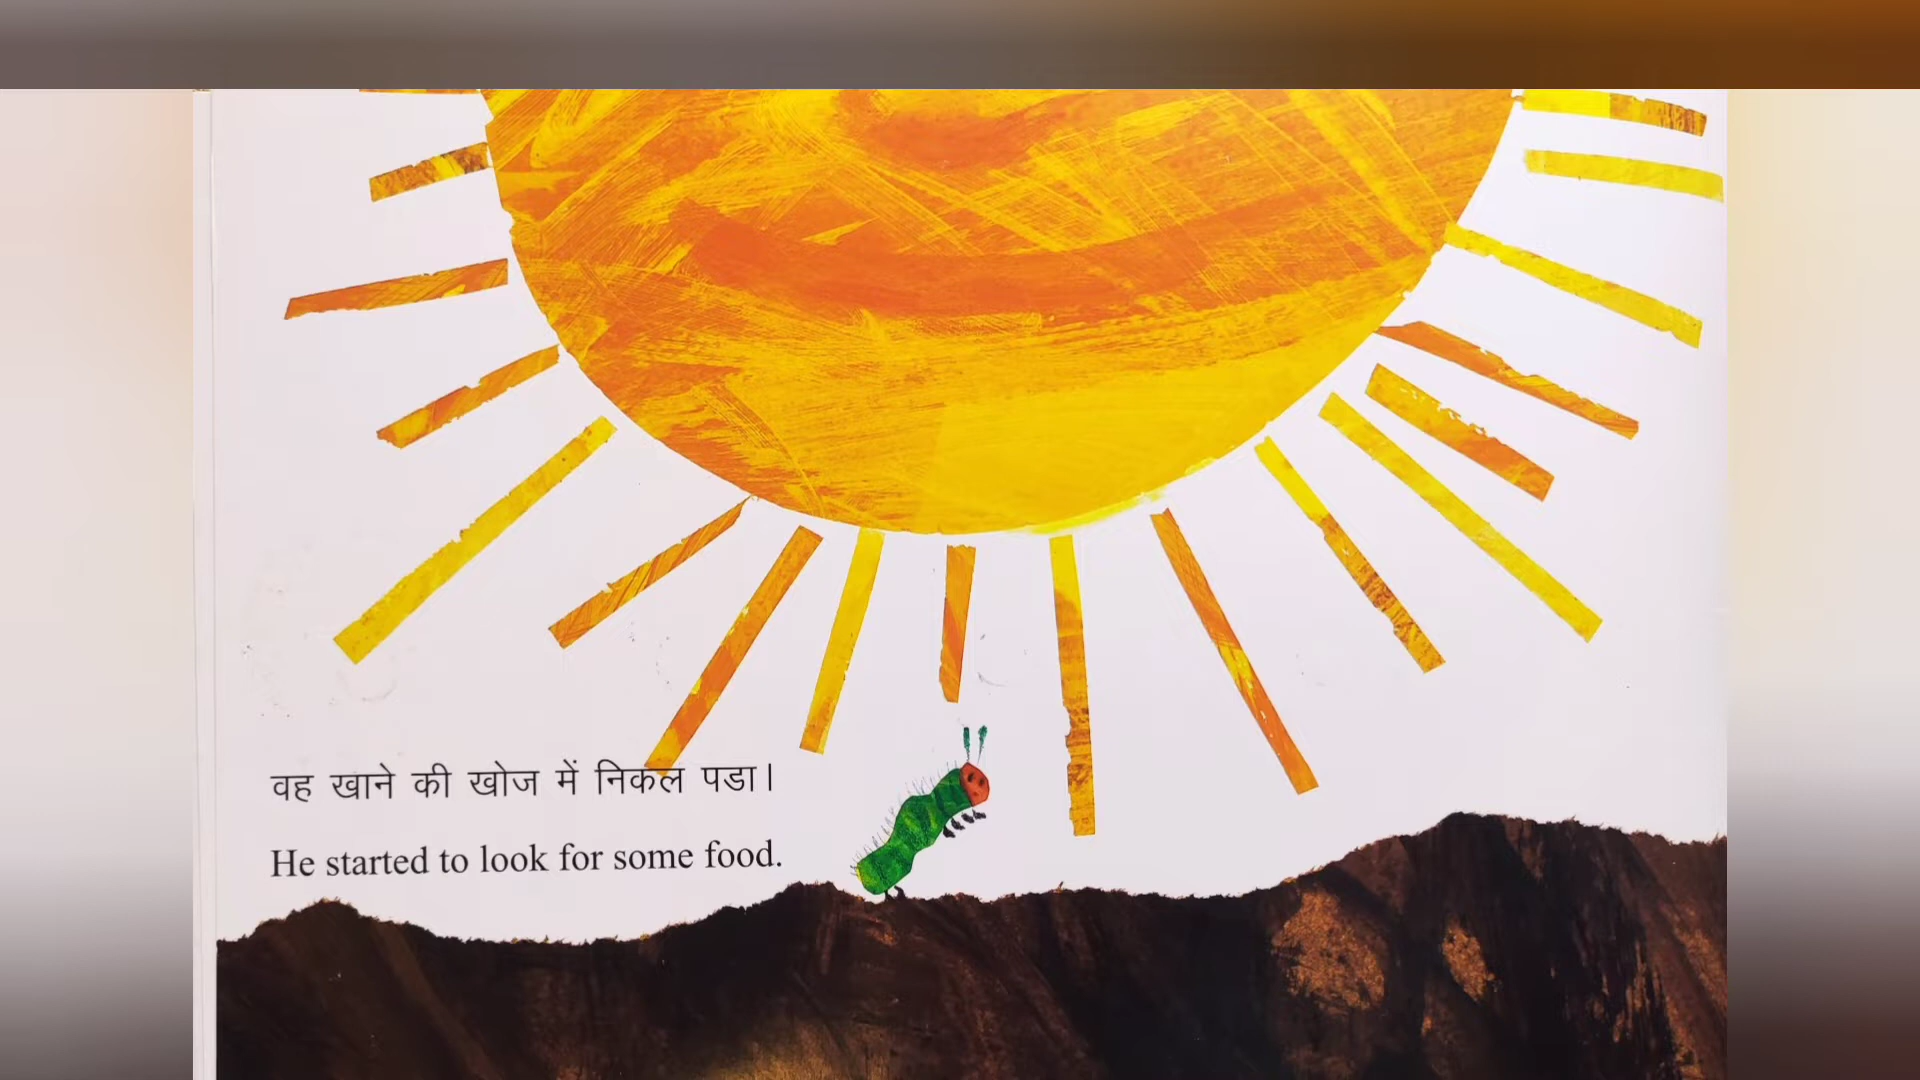 वह खाने की खोज में निकल पडा।
He started to look for some food.